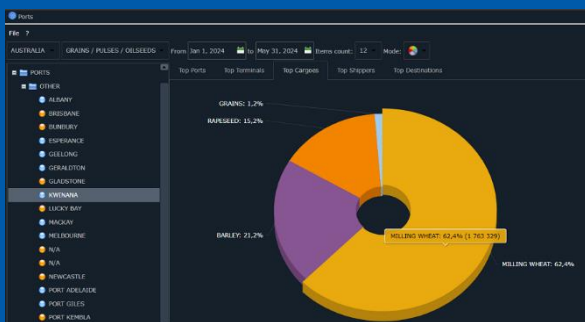 Ports
File ?
AUSTRALIA GRAINS / PULSES / OILSEEDS From Jan 1, 2024 to May 31, 2024 Items count: 12 Mode:
Top Ports Top Terminals Top Cargoes Top Shippers Top Destinations
PORTS
OTHER
ALBANY
BRISBANE
BUNBURY
ESPERANCE
GEELONG
GERALDTON
GLADSTONE
KWINANA
LUCKY BAY
MACKAY
MELBOURNE
N/A
N/A
NEWCASTLE
PORT ADELAIDE
PORT GILES
PORT KEMBLA
GRAINS: 1,2%
RAPESEED: 15,2%
BARLEY: 21,2%
MILLING WHEAT: 62,4% (1 763 329)
MILLING WHEAT: 62,4%